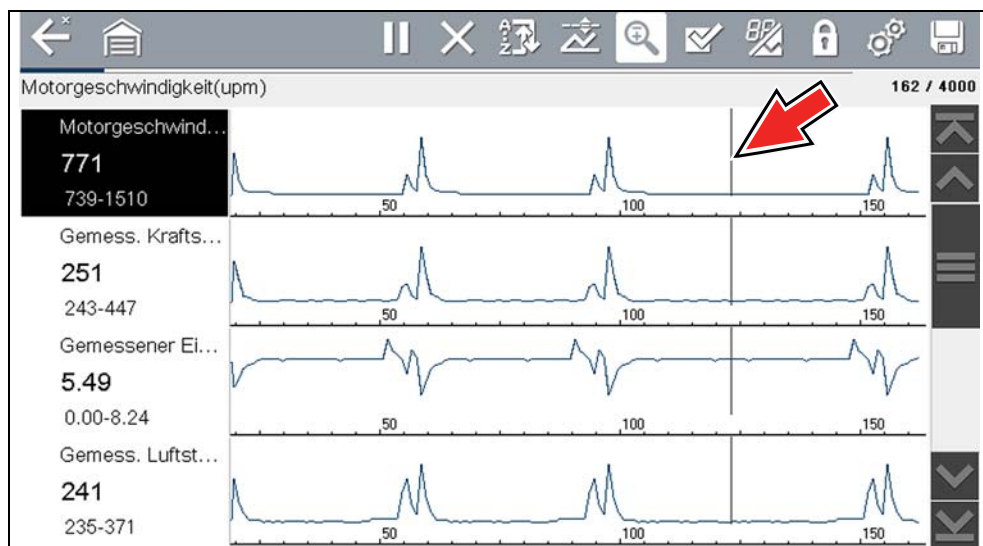 Motorgeschwindigkeit(upm) 162 / 4000
Motorgeschwind...
771
739-1510
50 100 150
Gemess. Krafts...
251
243-447
50 100 150
Gemessener Ei...
5.49
0.00-8.24
50 100 150
Gemess. Luftst...
241
235-371
50 100 150